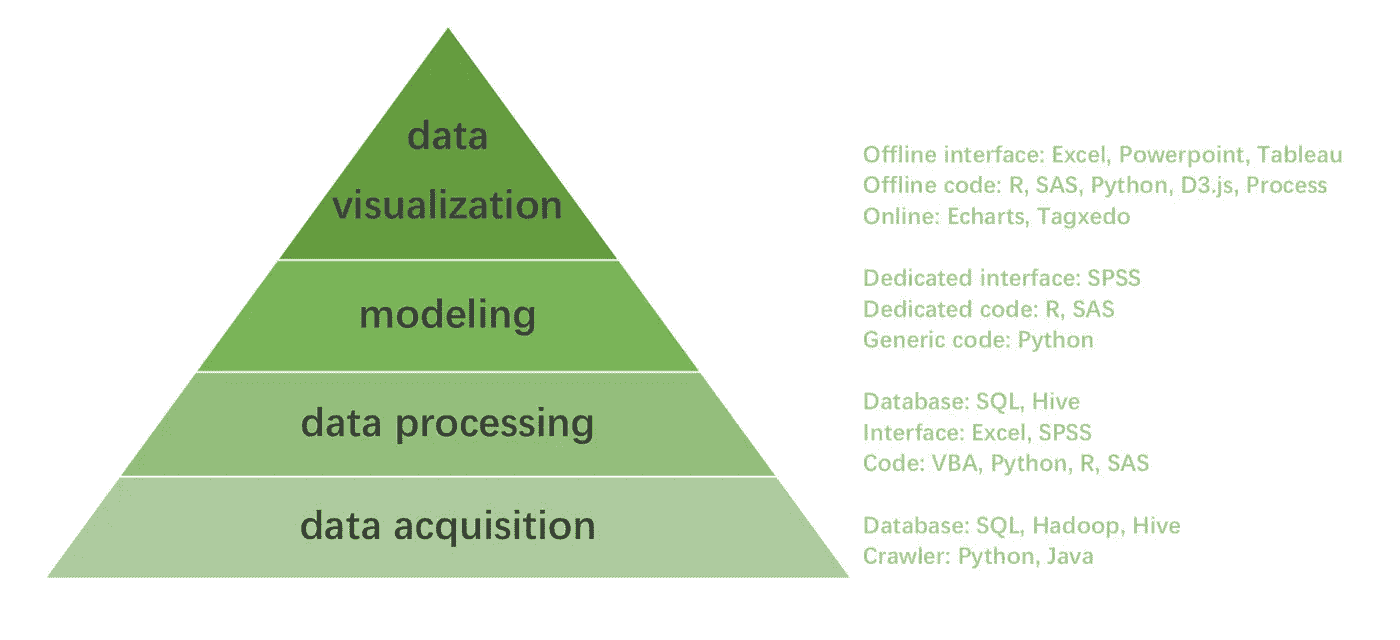 data
visualization
Offline interface: Excel, Powerpoint, Tableau
Offline code: R, SAS, Python, D3.js, Process
Online: Echarts, Tagxedo
modeling
Dedicated interface: SPSS
Dedicated code: R, SAS
Generic code: Python
data processing
Database: SQL, Hive
Interface: Excel, SPSS
Code: VBA, Python, R, SAS
data acquisition
Database: SQL, Hadoop, Hive
Crawler: Python, Java